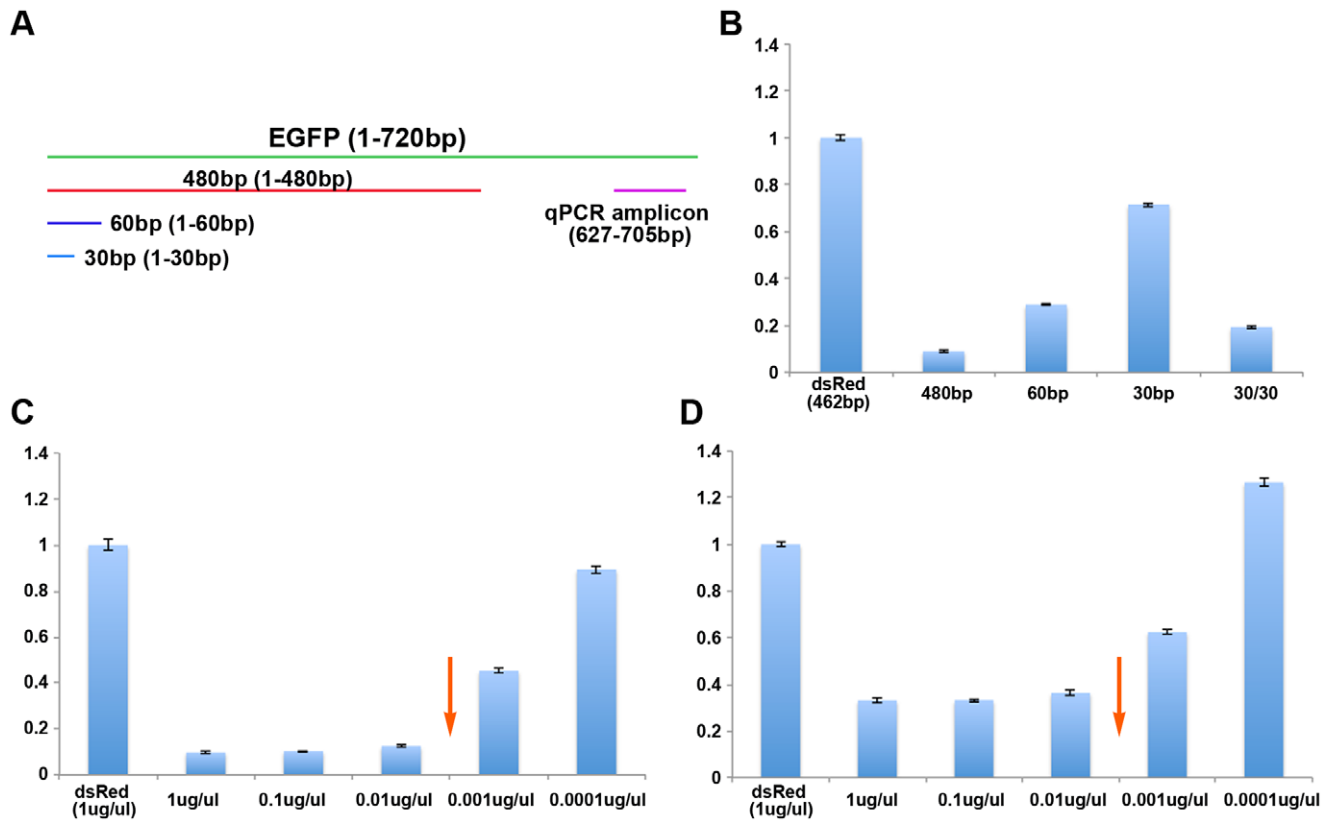 A
EGFP (1-720bp)
480bp (1-480bp)
60bp (1-60bp)
30bp (1-30bp)
qPCR amplicon
(627-705bp)
B
1.4
1.2
1
0.8
0.6
0.4
0.2
0
dsRed
(462bp)
480bp
60bp
30bp
30/30
C
1.4
1.2
1
0.8
0.6
0.4
0.2
0
dsRed
(1ug/ul)
1ug/ul
0.1ug/ul
0.01ug/ul
0.001ug/ul
0.0001ug/ul
D
1.4
1.2
1
0.8
0.6
0.4
0.2
0
dsRed
(1ug/ul)
1ug/ul
0.1ug/ul
0.01ug/ul
0.001ug/ul
0.0001ug/ul